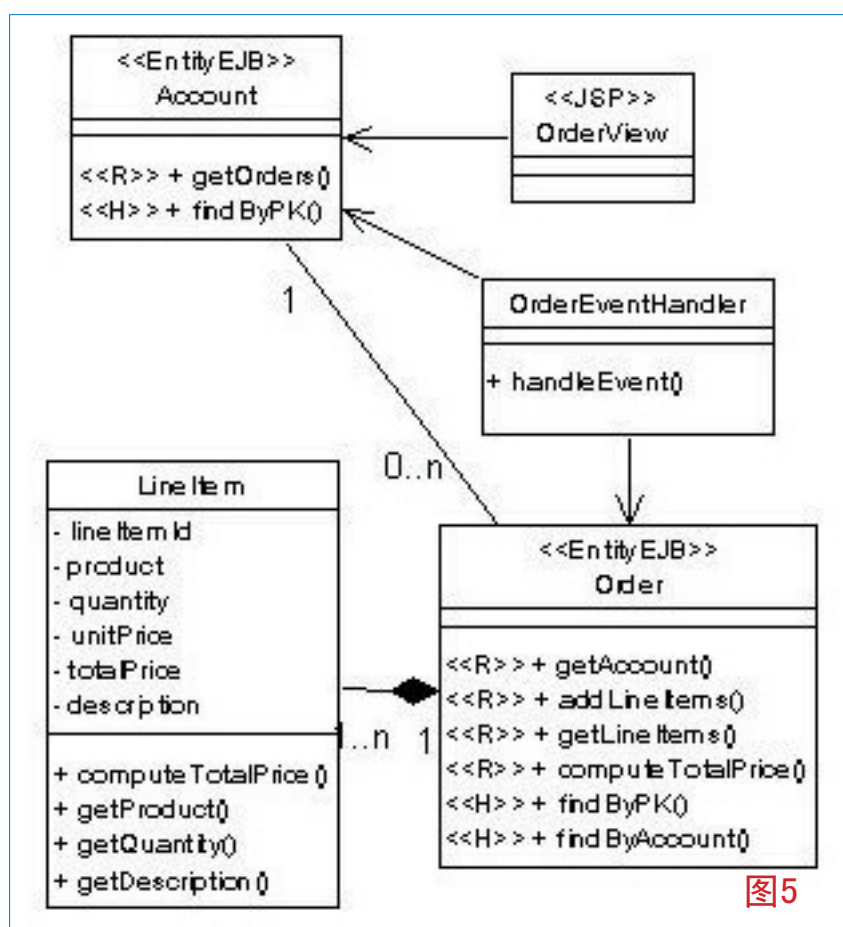 <<EntityEJB>>
Account
<<R>> + getOrders()
<<H>> + findByPK()
<<JSP>>
OrderView
OrderEventHandler
+ handleEvent()
1
0..n
LineItem
- lineItemId
- product
- quantity
- unitPrice
- totalPrice
- description
+ computeTotalPrice()
+ getProduct()
+ getQuantity()
+ getDescription()
1..n
1
<<EntityEJB>>
Order
<<R>> + getAccount()
<<R>> + addLineItems()
<<R>> + getLineItems()
<<R>> + computeTotalPrice()
<<H>> + findByPK()
<<H>> + findByAccount()
图5